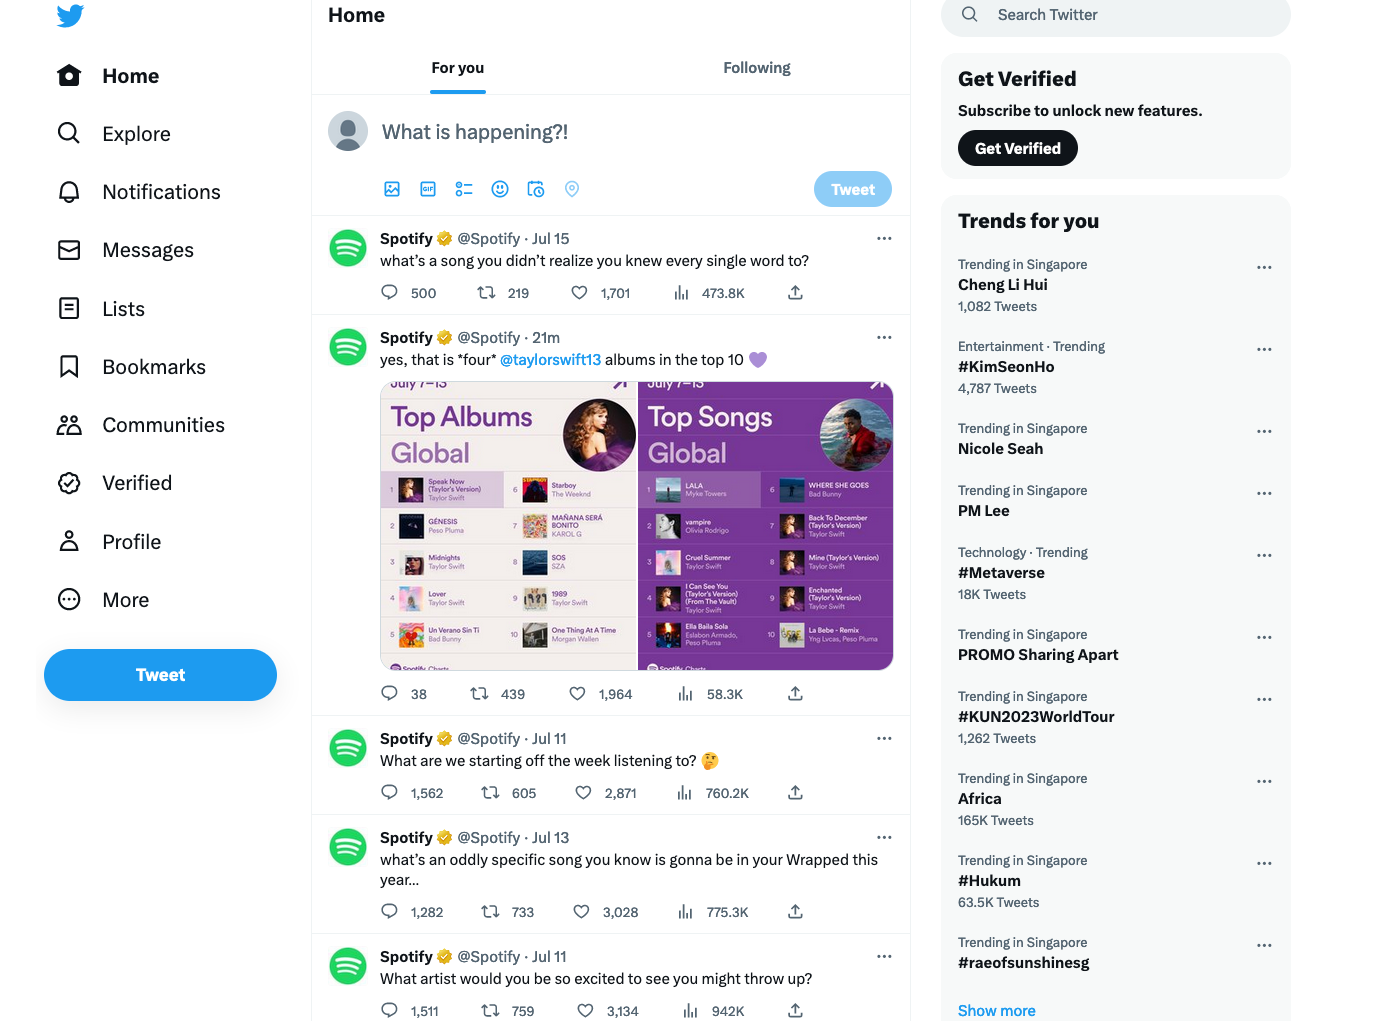 Home
Explore
Notifications
Messages
Lists
Bookmarks
Communities
Verified
Profile
More
Tweet
Home
For you
Following
What is happening?!
GIF
Tweet
Spotify @Spotify · Jul 15
what’s a song you didn’t realize you knew every single word to?
500 219 1,701 473.8K
Spotify @Spotify · 21m
yes, that is *four* @taylorswift13 albums in the top 10 💜
July 7–13
Top Albums
Global
1 Speak Now (Taylor's Version)
Taylor Swift
2 GÉNESIS
Peso Pluma
3 Midnights
Taylor Swift
4 Lover
Taylor Swift
5 Un Verano Sin Ti
Bad Bunny
6 Starboy
The Weeknd
7 MAÑANA SERÁ BONITO
KAROL G
8 SOS
SZA
9 1989
Taylor Swift
10 One Thing At A Time
Morgan Wallen
Spotify Charts
July 7–13
Top Songs
Global
1 LALA
Myke Towers
2 vampire
Olivia Rodrigo
3 Cruel Summer
Taylor Swift
4 I Can See You (Taylor's Version) (From The Vault)
Taylor Swift
5 Ella Baila Sola
Eslabon Armado, Peso Pluma
6 WHERE SHE GOES
Bad Bunny
7 Back To December (Taylor's Version)
Taylor Swift
8 Mine (Taylor's Version)
Taylor Swift
9 Enchanted (Taylor's Version)
Taylor Swift
10 La Bebe - Remix
Yng Lvcas, Peso Pluma
Spotify Charts
38 439 1,964 58.3K
Spotify @Spotify · Jul 11
What are we starting off the week listening to? 🤔
1,562 605 2,871 760.2K
Spotify @Spotify · Jul 13
what’s an oddly specific song you know is gonna be in your Wrapped this
year...
1,282 733 3,028 775.3K
Spotify @Spotify · Jul 11
What artist would you be so excited to see you might throw up?
1,511 759 3,134 942K
Search Twitter
Get Verified
Subscribe to unlock new features.
Get Verified
Trends for you
Trending in Singapore
Cheng Li Hui
1,082 Tweets
Entertainment · Trending
#KimSeonHo
4,787 Tweets
Trending in Singapore
Nicole Seah
Trending in Singapore
PM Lee
Technology · Trending
#Metaverse
18K Tweets
Trending in Singapore
PROMO Sharing Apart
Trending in Singapore
#KUN2023WorldTour
1,262 Tweets
Trending in Singapore
Africa
165K Tweets
Trending in Singapore
#Hukum
63.5K Tweets
Trending in Singapore
#raeofsunshinesg
Show more